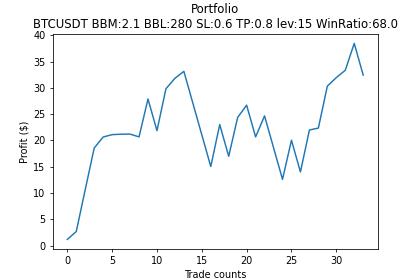 Portfolio
BTCUSDT BBM:2.1 BBL:280 SL:0.6 TP:0.8 lev:15 WinRatio:68.0
40
35
30
25
20
15
10
5
0
Profit ($)
0 5 10 15 20 25 30
Trade counts